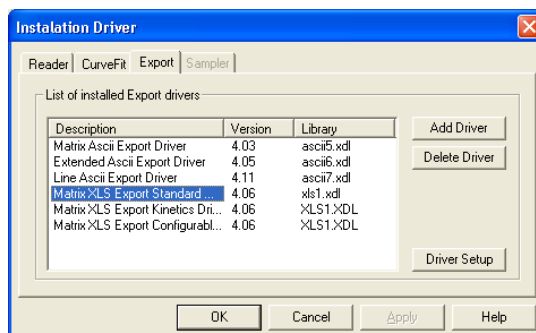 Instalation Driver
Reader CurveFit Export Sampler
List of installed Export drivers
Description Version Library
Matrix Ascii Export Driver 4.03 ascii5.xdl
Extended Ascii Export Driver 4.05 ascii6.xdl
Line Ascii Export Driver 4.11 ascii7.xdl
Matrix XLS Export Standard ... 4.06 xls1.xdl
Matrix XLS Export Kinetics Dri... 4.06 XLS1.XDL
Matrix XLS Export Configurabl... 4.06 XLS1.XDL
Add Driver
Delete Driver
Driver Setup
OK Cancel Apply Help